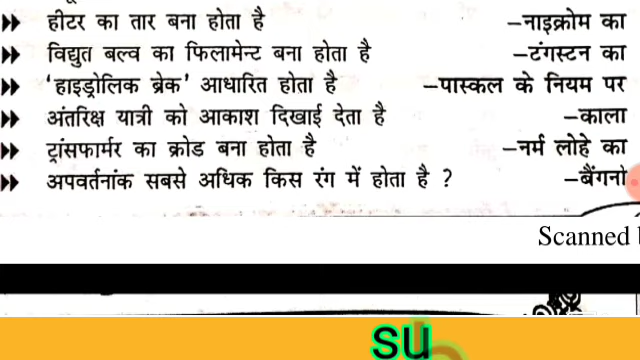 हीटर का तार बना होता है –नाइक्रोम का
विद्युत बल्व का फिलामेन्ट बना होता है –टंगस्टन का
'हाइड्रोलिक ब्रेक' आधारित होता है –पास्कल के नियम पर
अंतरिक्ष यात्री को आकाश दिखाई देता है –काला
ट्रांसफार्मर का क्रोड बना होता है –नर्म लोहे का
अपवर्तनांक सबसे अधिक किस रंग में होता है ? –बैंगनी
Scanned
su